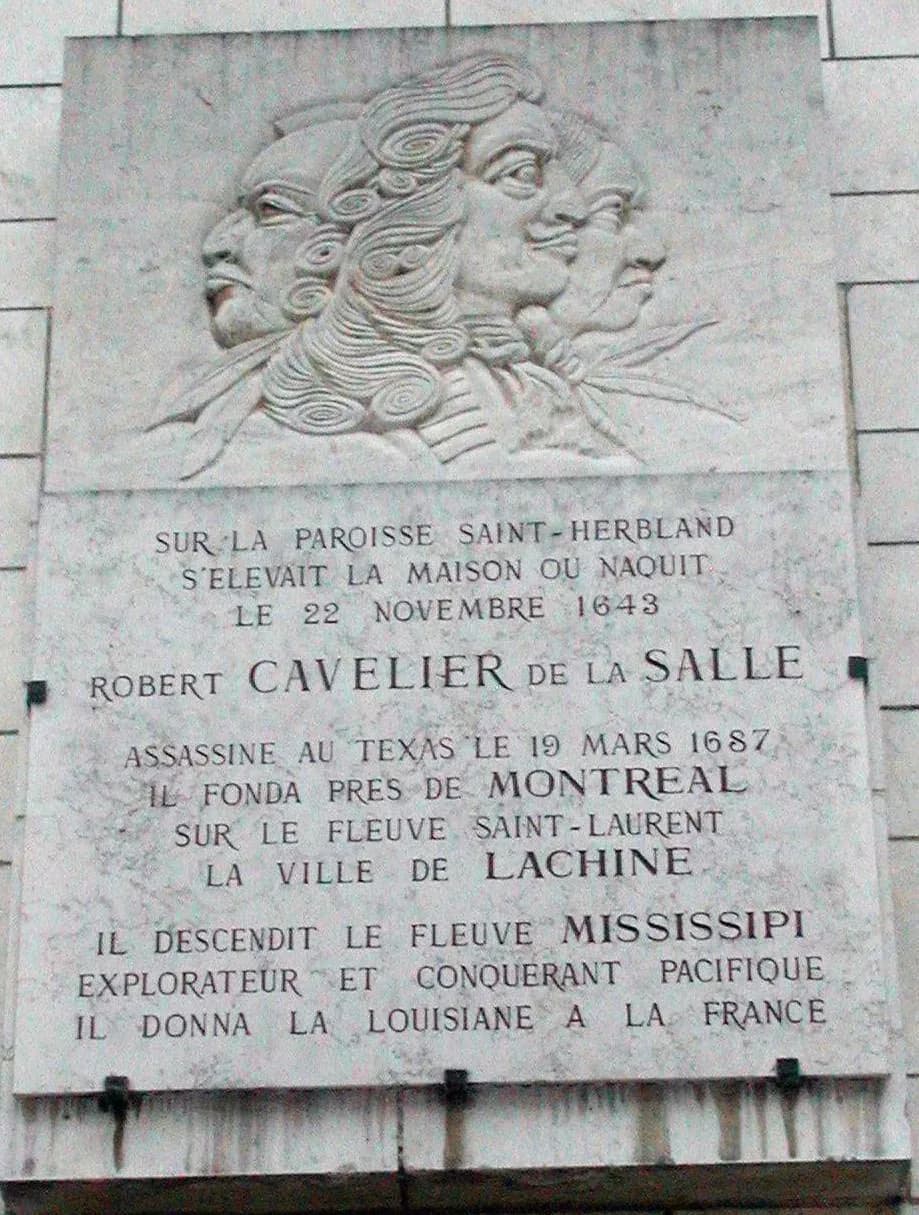 SUR LA PAROISSE SAINT-HERBLAND
S'ELEVAIT LA MAISON OU NAQUIT
LE 22 NOVEMBRE 1643
ROBERT CAVELIER DE LA SALLE
ASSASSINE AU TEXAS LE 19 MARS 1687
IL FONDA PRES DE MONTREAL
SUR LE FLEUVE SAINT-LAURENT
LA VILLE DE LACHINE
IL DESCENDIT LE FLEUVE MISSISSIPI
EXPLORATEUR ET CONQUERANT PACIFIQUE
IL DONNA LA LOUISIANE A LA FRANCE